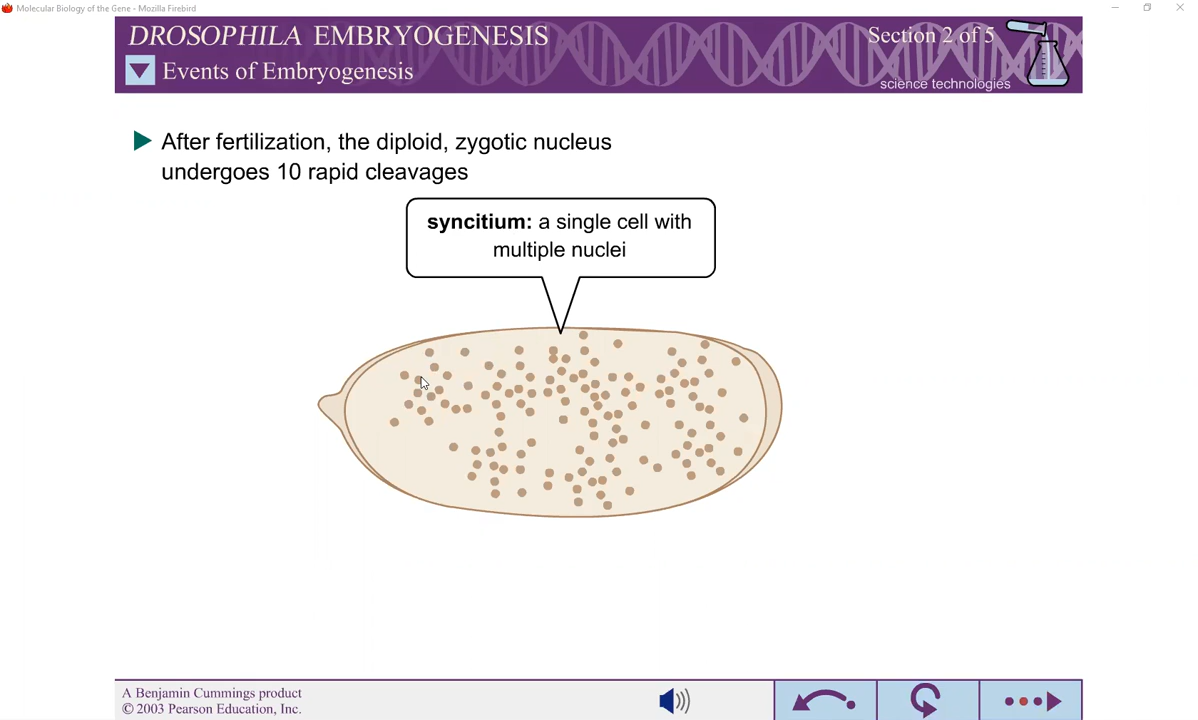 Molecular Biology of the Gene - Mozilla Firebird
DROSOPHILA EMBRYOGENESIS
Section 2 of 5
Events of Embryogenesis
science technologies
After fertilization, the diploid, zygotic nucleus
undergoes 10 rapid cleavages
syncitium: a single cell with
multiple nuclei
A Benjamin Cummings product
© 2003 Pearson Education, Inc.